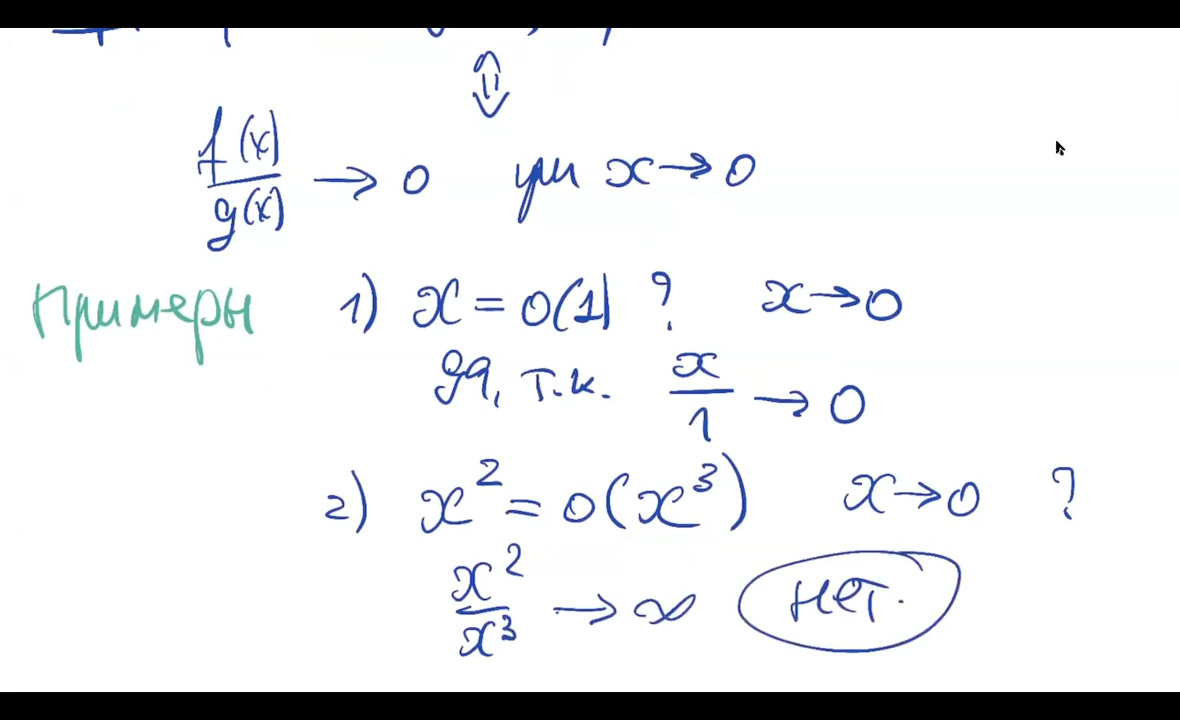 ⇕
f(x)/g(x) → 0 при x → 0
Примеры 1) x = o(1) ? x → 0
да, т.к. x/1 → 0
2) x² = o(x³) x → 0 ?
x²/x³ → ∞ нет.